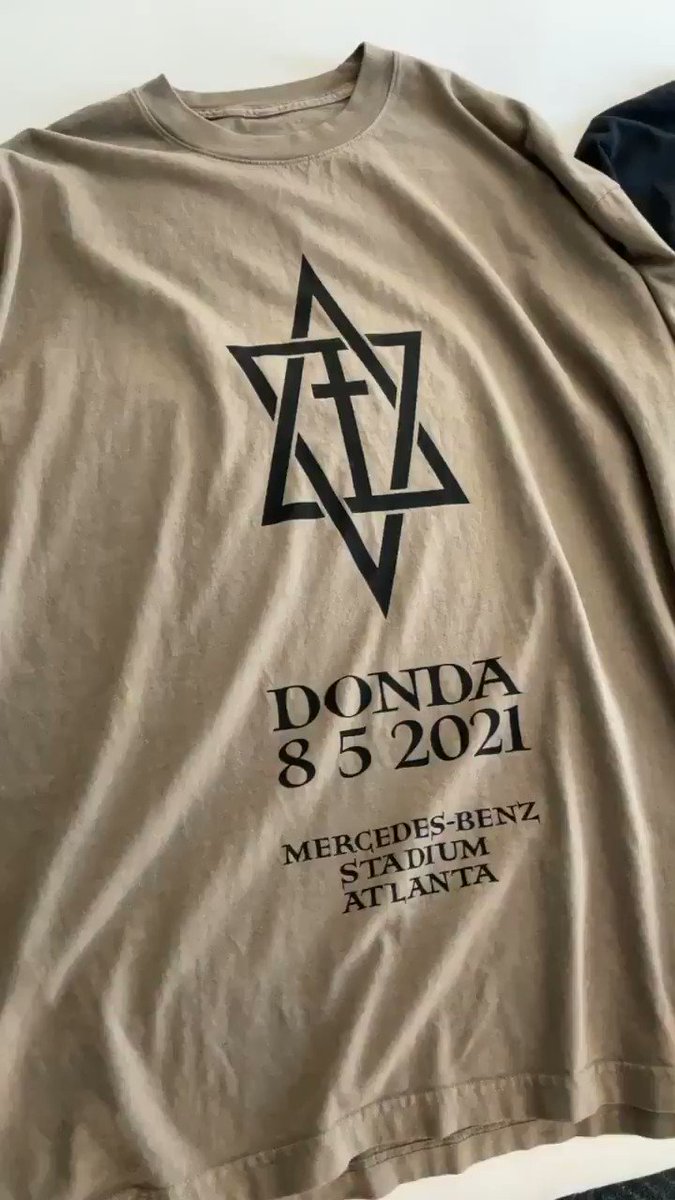 DONDA
8 5 2021
MERCEDES-BENZ
STADIUM
ATLANTA